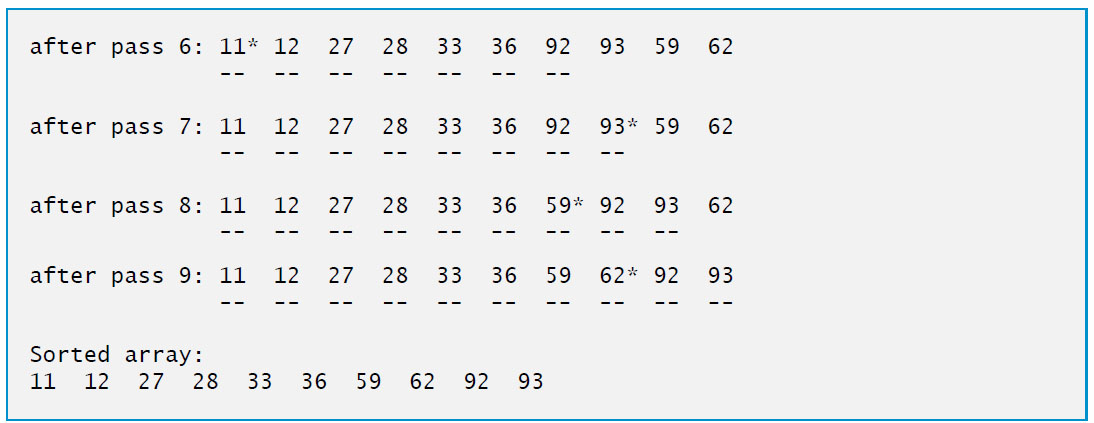 after pass 6: 11* 12  27  28  33  36  92  93  59  62
              --  --  --  --  --  --  --
after pass 7: 11  12  27  28  33  36  92  93* 59  62
              --  --  --  --  --  --  --  --
after pass 8: 11  12  27  28  33  36  59* 92  93  62
              --  --  --  --  --  --  --  --  --
after pass 9: 11  12  27  28  33  36  59  62* 92  93
              --  --  --  --  --  --  --  --  --  --
Sorted array:
11  12  27  28  33  36  59  62  92  93